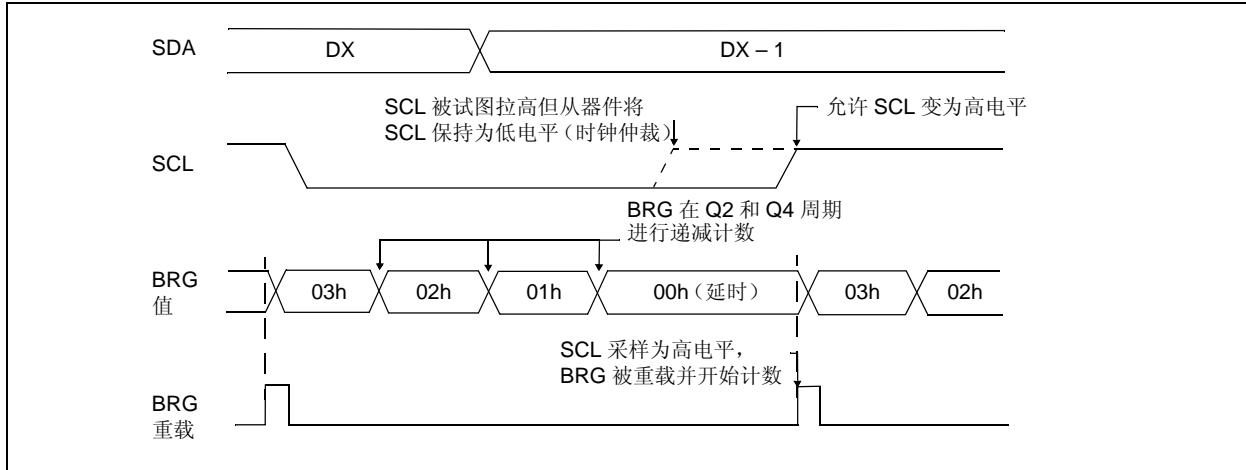 SDA
DX
DX – 1
SCL 被试图拉高但从器件将
SCL 保持为低电平（时钟仲裁）
允许 SCL 变为高电平
SCL
BRG 在 Q2 和 Q4 周期
进行递减计数
BRG
值
03h
02h
01h
00h（延时）
03h
02h
SCL 采样为高电平，
BRG 被重载并开始计数
BRG
重载